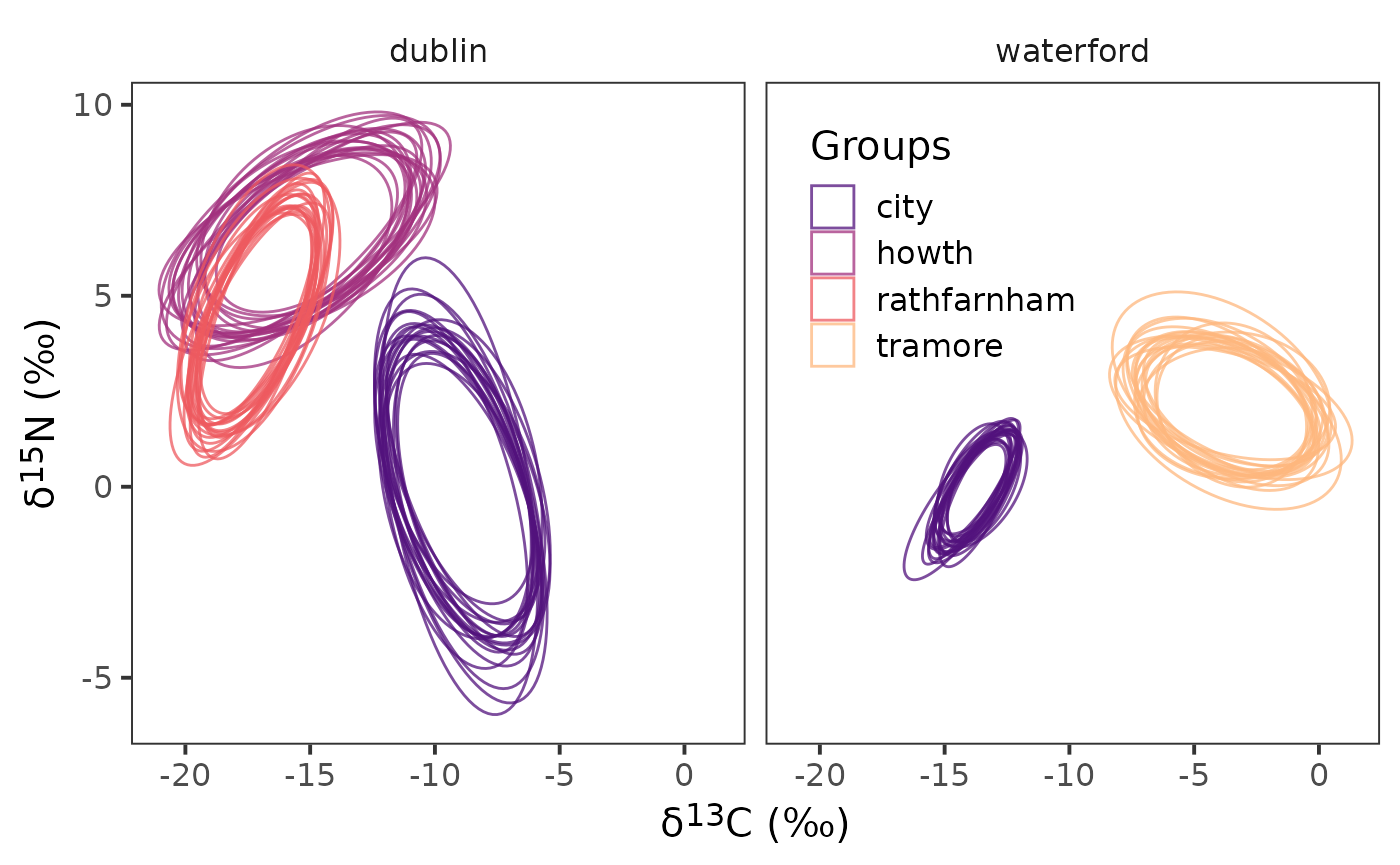 dublin
waterford
10
5
0
-5
δ15N (‰)
Groups
city
howth
rathfarnham
tramore
-20 -15 -10 -5 0
-20 -15 -10 -5 0
δ13C (‰)